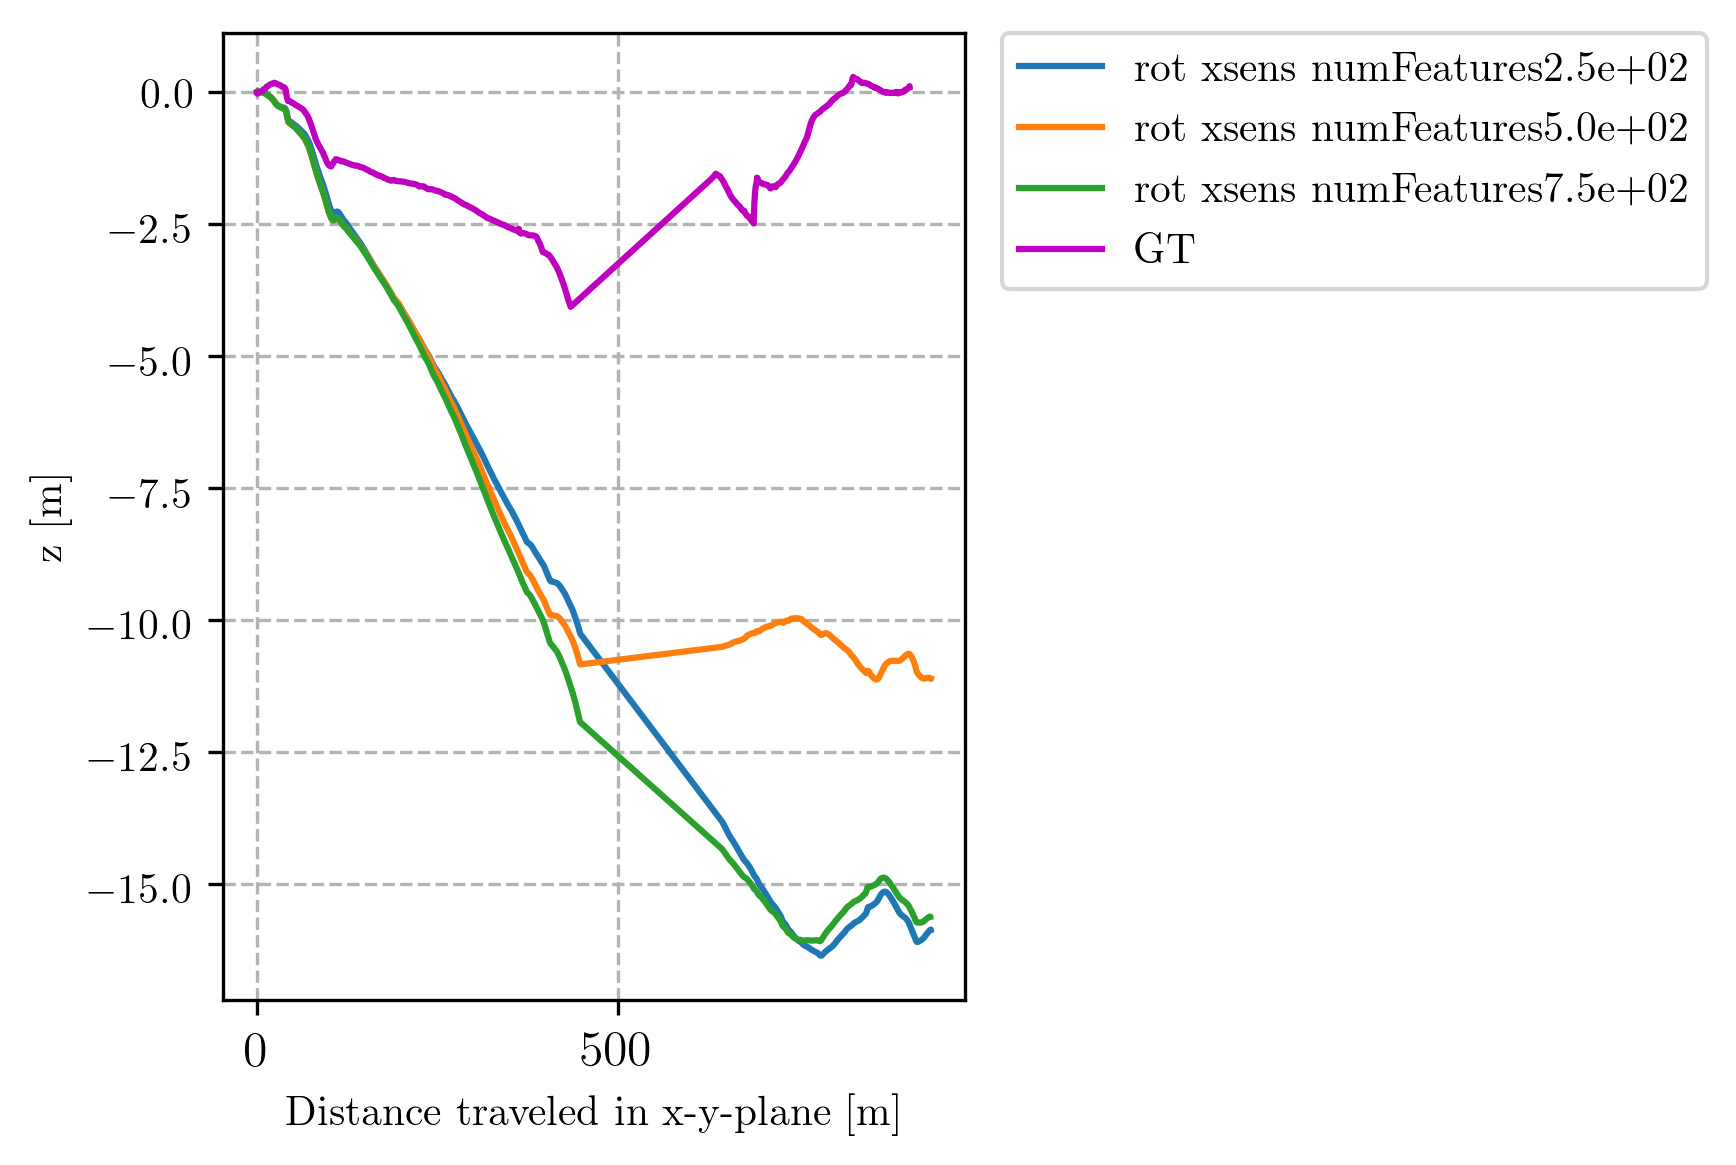 rot xsens numFeatures2.5e+02
rot xsens numFeatures5.0e+02
rot xsens numFeatures7.5e+02
GT
0.0
−2.5
−5.0
−7.5
−10.0
−12.5
−15.0
z [m]
0 500
Distance traveled in x-y-plane [m]